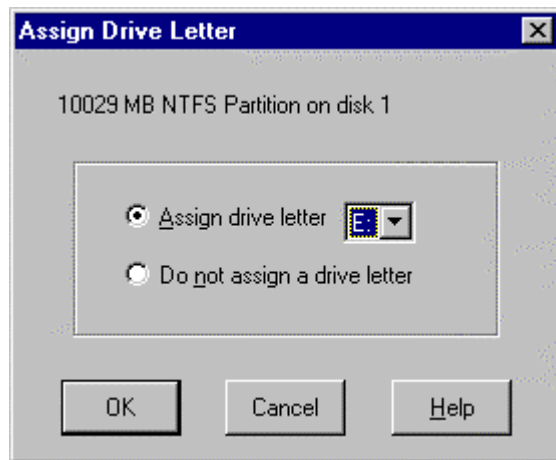 Assign Drive Letter
10029 MB NTFS Partition on disk 1
Assign drive letter E:
Do not assign a drive letter
OK Cancel Help